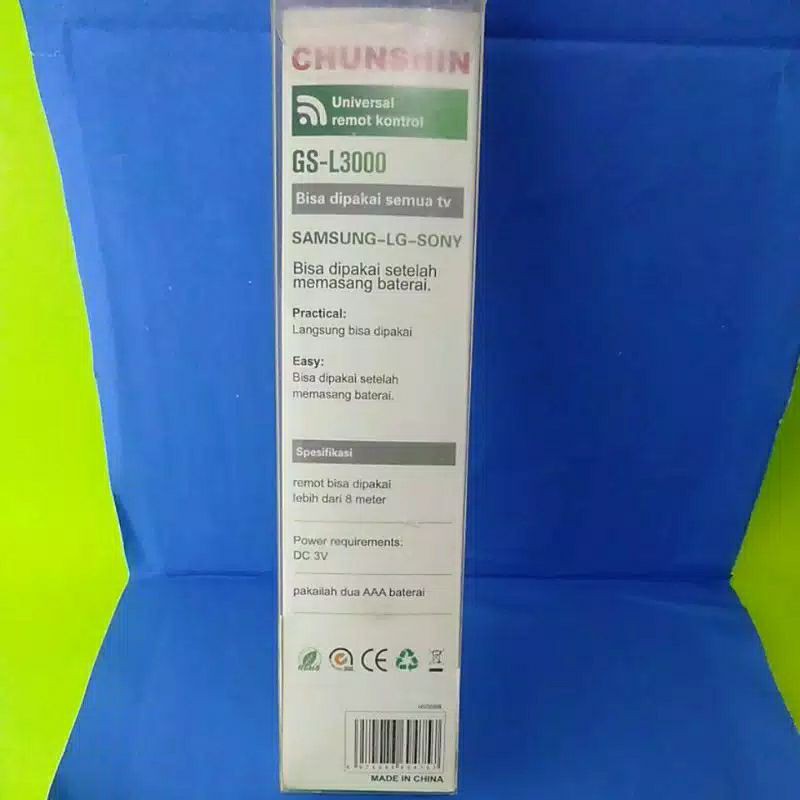 CHUNSHIN
Universal
remot kontrol
GS-L3000
Bisa dipakai semua tv
SAMSUNG-LG-SONY
Bisa dipakai setelah
memasang baterai.
Practical:
Langsung bisa dipakai
Easy:
Bisa dipakai setelah
memasang baterai.
Spesifikasi
remot bisa dipakai
lebih dari 8 meter
Power requirements:
DC 3V
pakailah dua AAA baterai
CE
MADE IN CHINA